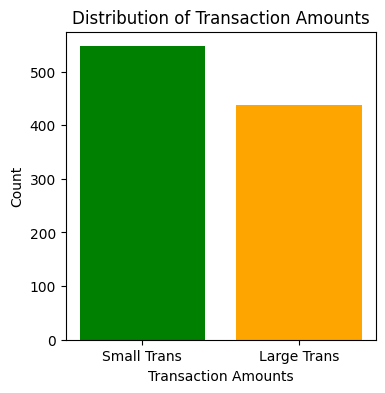 Distribution of Transaction Amounts
500
400
300
200
100
0
Count
Small Trans Large Trans
Transaction Amounts